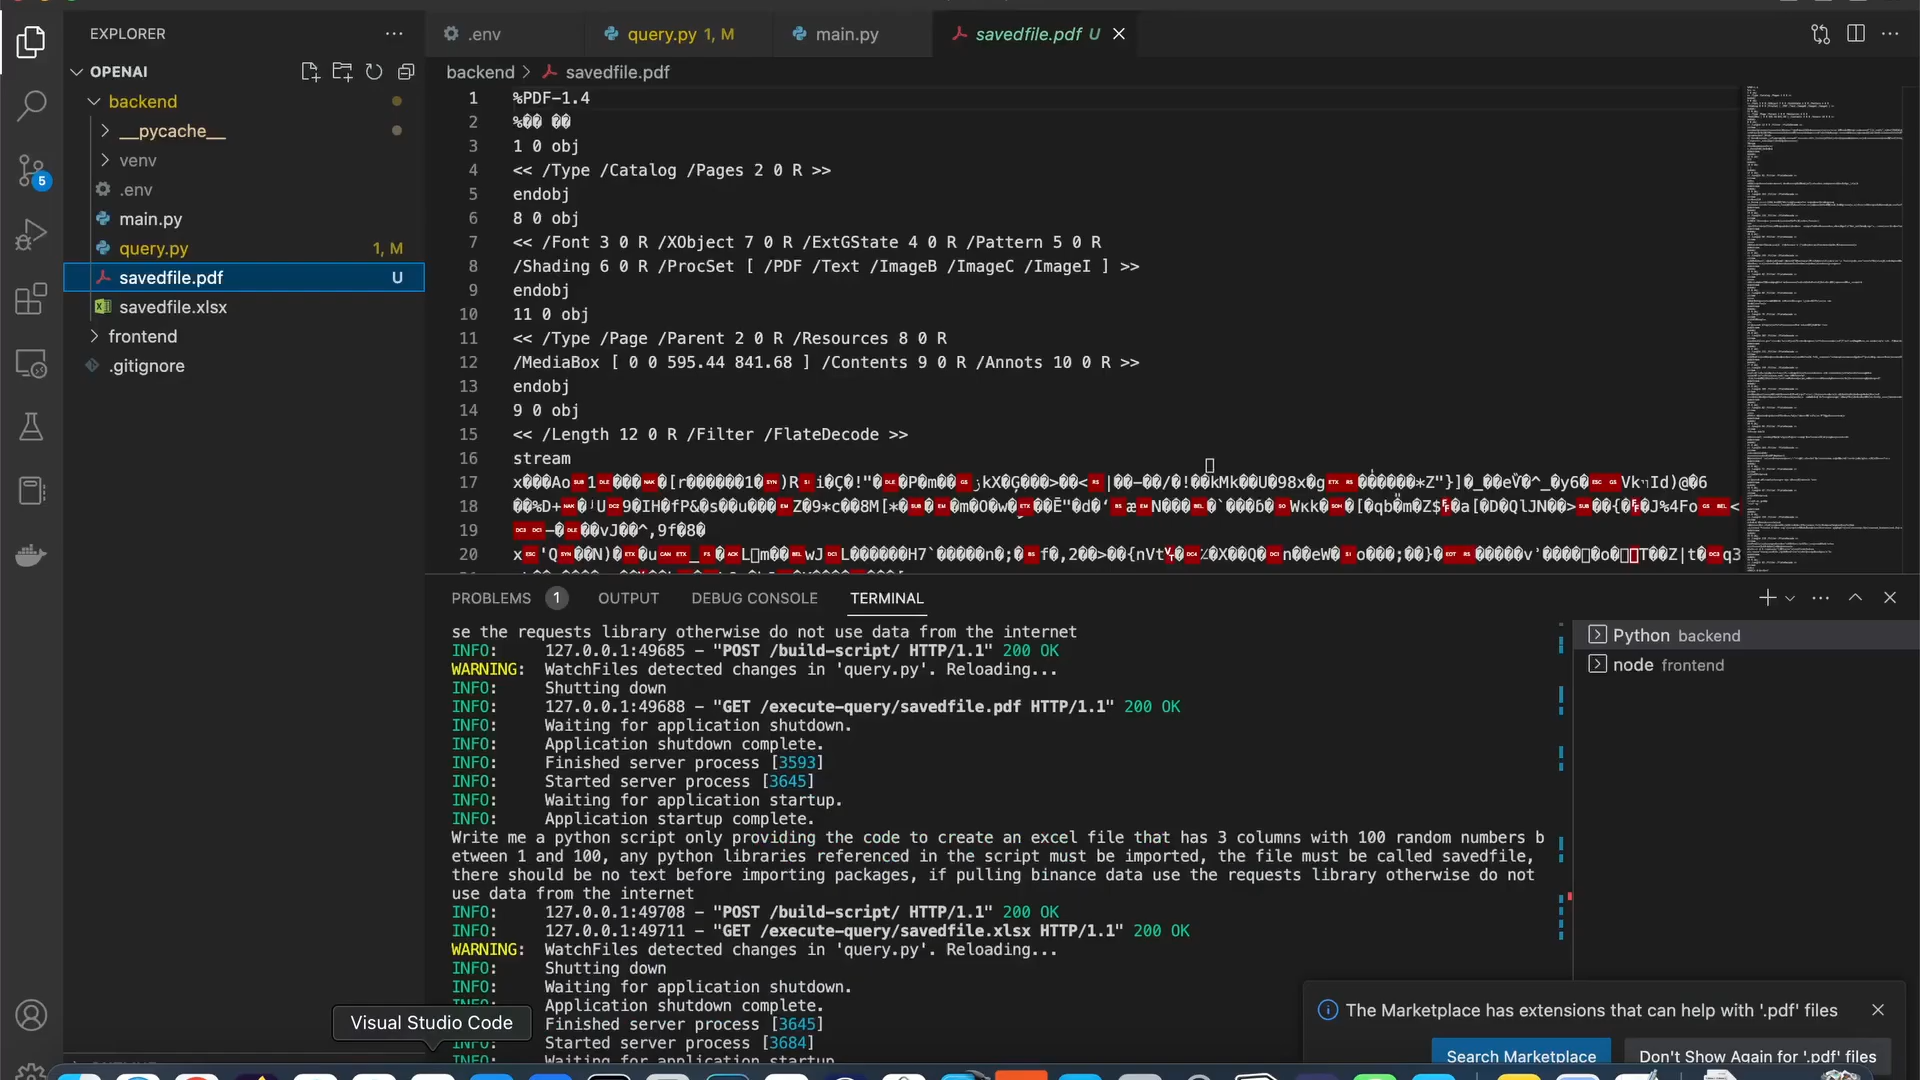 EXPLORER
OPENAI
backend
__pycache__
venv
.env
main.py
query.py 1, M
savedfile.pdf U
savedfile.xlsx
frontend
.gitignore
5
.env
query.py 1, M
main.py
savedfile.pdf U
backend > savedfile.pdf
1 %PDF-1.4
2
3 1 0 obj
4 << /Type /Catalog /Pages 2 0 R >>
5 endobj
6 8 0 obj
7 << /Font 3 0 R /XObject 7 0 R /ExtGState 4 0 R /Pattern 5 0 R
8 /Shading 6 0 R /ProcSet [ /PDF /Text /ImageB /ImageC /ImageI ] >>
9 endobj
10 11 0 obj
11 << /Type /Page /Parent 2 0 R /Resources 8 0 R
12 /MediaBox [ 0 0 595.44 841.68 ] /Contents 9 0 R /Annots 10 0 R >>
13 endobj
14 9 0 obj
15 << /Length 12 0 R /Filter /FlateDecode >>
16 stream
17
18
19
20
PROBLEMS 1
OUTPUT
DEBUG CONSOLE
TERMINAL
se the requests library otherwise do not use data from the internet
INFO: 127.0.0.1:49685 - "POST /build-script/ HTTP/1.1" 200 OK
WARNING: WatchFiles detected changes in 'query.py'. Reloading...
INFO: Shutting down
INFO: 127.0.0.1:49688 - "GET /execute-query/savedfile.pdf HTTP/1.1" 200 OK
INFO: Waiting for application shutdown.
INFO: Application shutdown complete.
INFO: Finished server process [3593]
INFO: Started server process [3645]
INFO: Waiting for application startup.
INFO: Application startup complete.
Write me a python script only providing the code to create an excel file that has 3 columns with 100 random numbers b
etween 1 and 100, any python libraries referenced in the script must be imported, the file must be called savedfile,
there should be no text before importing packages, if pulling binance data use the requests library otherwise do not
use data from the internet
INFO: 127.0.0.1:49708 - "POST /build-script/ HTTP/1.1" 200 OK
INFO: 127.0.0.1:49711 - "GET /execute-query/savedfile.xlsx HTTP/1.1" 200 OK
WARNING: WatchFiles detected changes in 'query.py'. Reloading...
INFO: Shutting down
INFO: Waiting for application shutdown.
INFO: Application shutdown complete.
Finished server process [3645]
Started server process [3684]
INFO: Waiting for application startup
Python backend
node frontend
Visual Studio Code
The Marketplace has extensions that can help with '.pdf' files
Search Marketplace
Don't Show Again for '.pdf' files